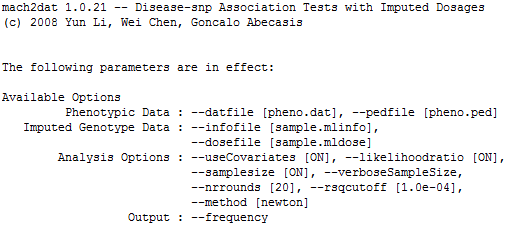 mach2dat 1.0.21 -- Disease-snp Association Tests with Imputed Dosages
(c) 2008 Yun Li, Wei Chen, Goncalo Abecasis
The following parameters are in effect:
Available Options
Phenotypic Data : --datfile [pheno.dat], --pedfile [pheno.ped]
Imputed Genotype Data : --infofile [sample.mlinfo],
--dosefile [sample.mldose]
Analysis Options : --useCovariates [ON], --likelihoodratio [ON],
--samplesize [ON], --verboseSampleSize,
--nrrounds [20], --rsqcutoff [1.0e-04],
--method [newton]
Output : --frequency